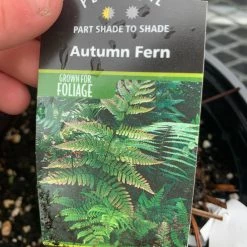 PART SHADE TO SHADE
Autumn Fern
GROWN FOR
FOLIAGE